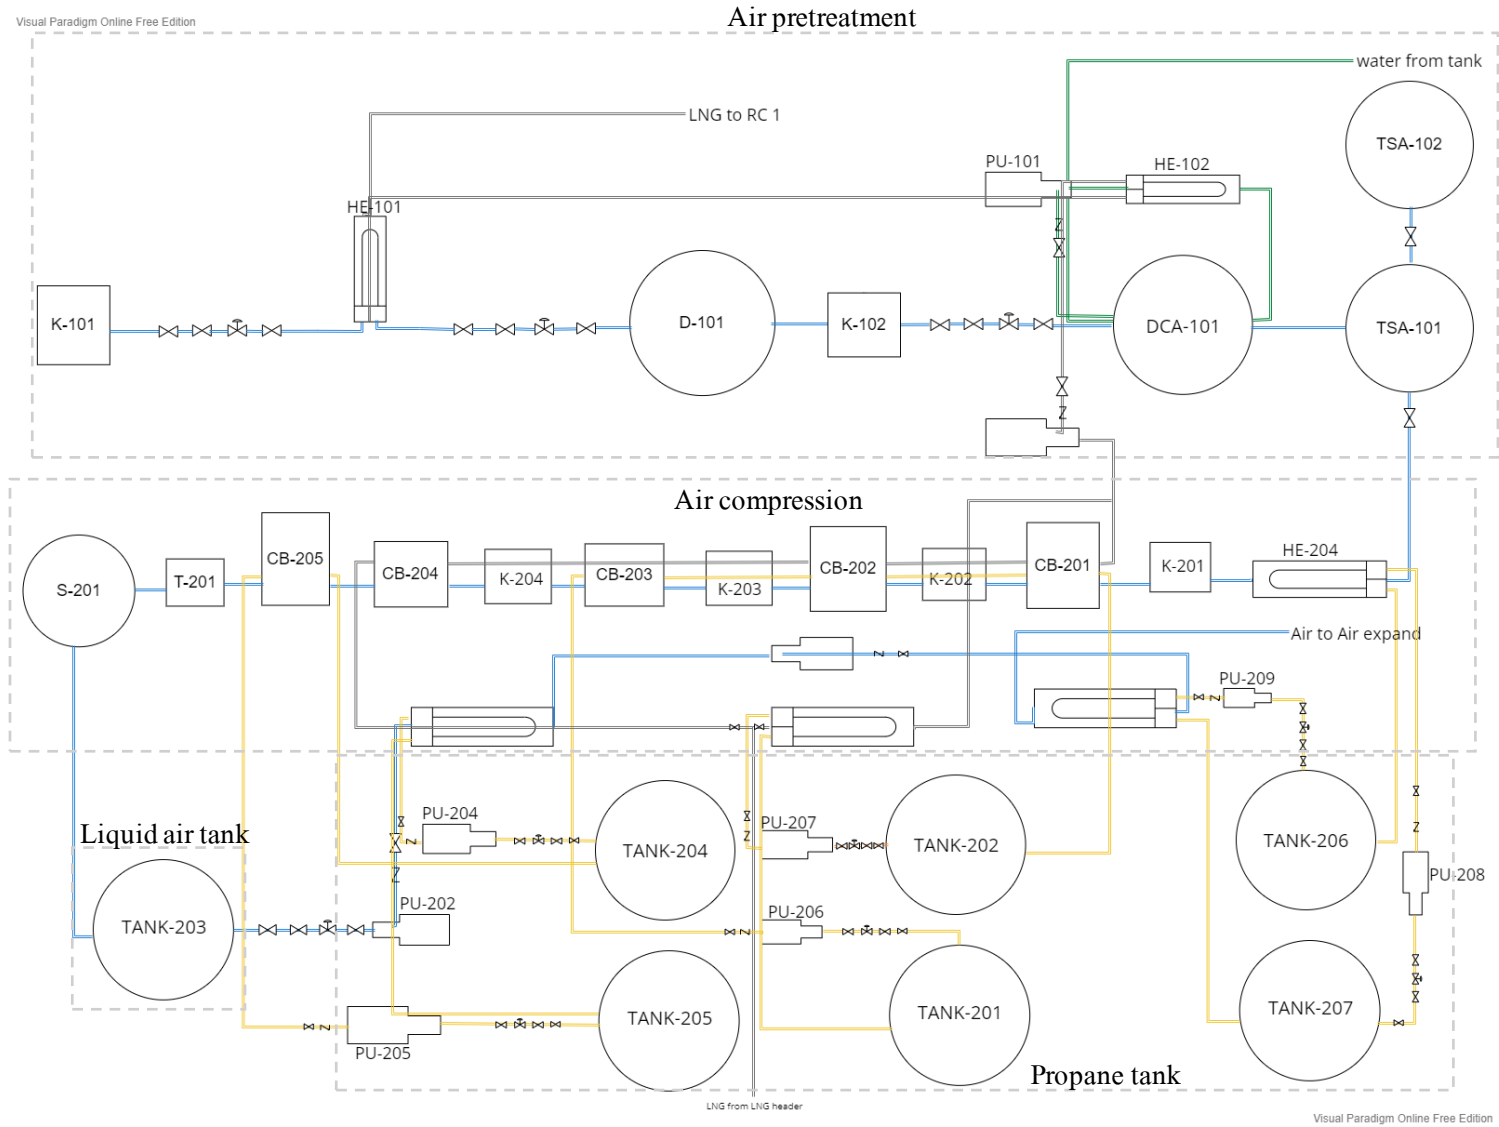 Visual Paradigm Online Free Edition
Air pretreatment
water from tank
LNG to RC 1
TSA-102
PU-101
HE-102
HE-101
K-101
D-101
K-102
DCA-101
TSA-101
Air compression
S-201
T-201
CB-205
CB-204
K-204
CB-203
K-203
CB-202
K-202
CB-201
K-201
HE-204
Air to Air expand
PU-209
Liquid air tank
PU-204
TANK-204
PU-207
TANK-202
TANK-206
PU-208
TANK-203
PU-202
PU-206
TANK-205
TANK-201
TANK-207
PU-205
Propane tank
LNG from LNG header
Visual Paradigm Online Free Edition